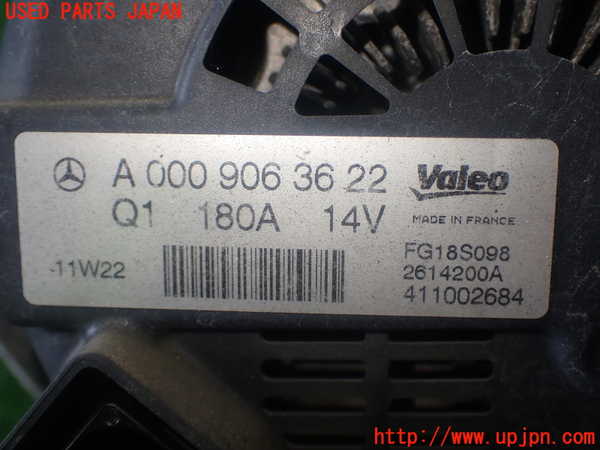 USED PARTS JAPAN
A 000 906 36 22 Valeo
Q1 180A 14V MADE IN FRANCE
FG18S098
-11W22 2614200A
411002684
http://www.upjpn.com